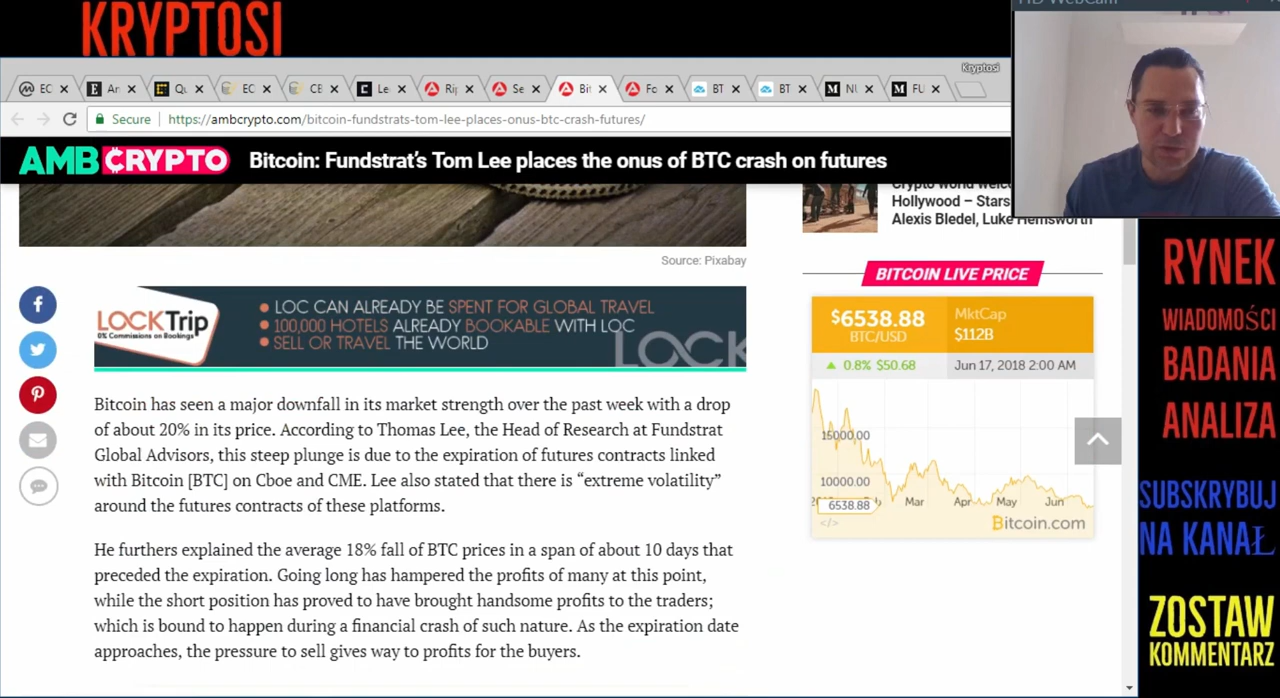 KRYPTOSI
HD WebCam
Kryptosi
EC
Ar
Qu
EC
CE
Le
Rip
Se
Bit
Fo
BT
BT
NU
FU
Secure
https://ambcrypto.com/bitcoin-fundstrats-tom-lee-places-onus-btc-crash-futures/
AMBCRYPTO
Bitcoin: Fundstrat's Tom Lee places the onus of BTC crash on futures
Crypto world welco
Hollywood – Stars
Alexis Bledel, Luke Hemsworth
Source: Pixabay
LOCKTrip
0% Commissions on Bookings
LOC CAN ALREADY BE SPENT FOR GLOBAL TRAVEL
100,000 HOTELS ALREADY BOOKABLE WITH LOC
SELL OR TRAVEL THE WORLD
LOCK
Bitcoin has seen a major downfall in its market strength over the past week with a drop
of about 20% in its price. According to Thomas Lee, the Head of Research at Fundstrat
Global Advisors, this steep plunge is due to the expiration of futures contracts linked
with Bitcoin [BTC] on Cboe and CME. Lee also stated that there is “extreme volatility”
around the futures contracts of these platforms.
He furthers explained the average 18% fall of BTC prices in a span of about 10 days that
preceded the expiration. Going long has hampered the profits of many at this point,
while the short position has proved to have brought handsome profits to the traders;
which is bound to happen during a financial crash of such nature. As the expiration date
approaches, the pressure to sell gives way to profits for the buyers.
BITCOIN LIVE PRICE
$6538.88
BTC/USD
MktCap
$112B
0.8% $50.68
Jun 17, 2018 2:00 AM
15000.00
10000.00
6538.88
Mar
Apr
May
Jun
</>
Bitcoin.com
RYNEK
WIADOMOŚCI
BADANIA
ANALIZA
SUBSKRYBUJ
NA KANAŁ
ZOSTAW
KOMMENTARZ